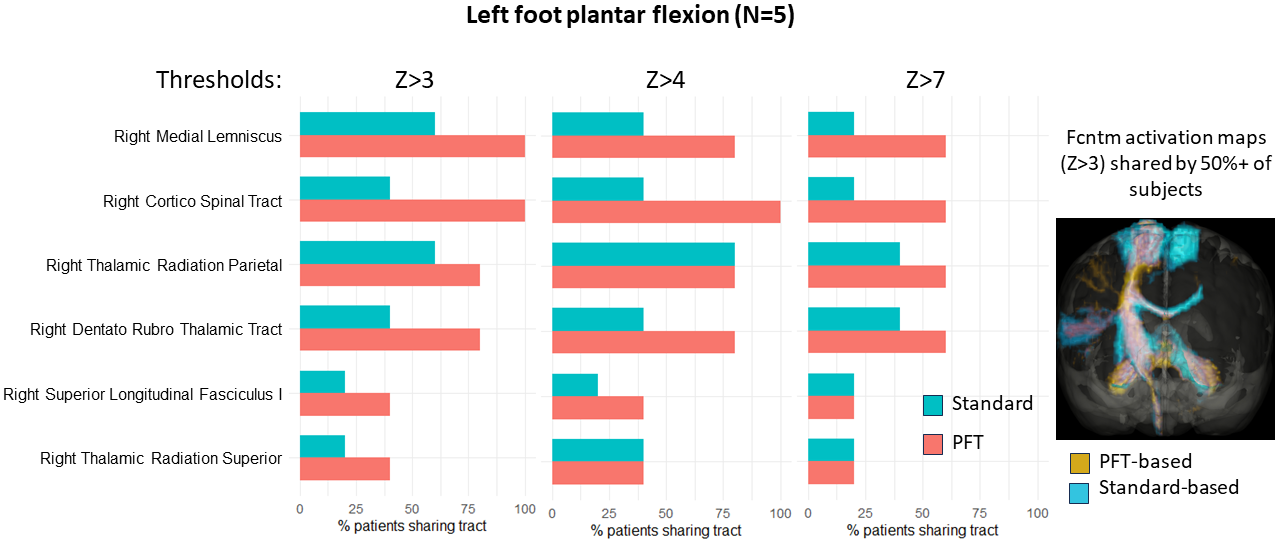 Left foot plantar flexion (N=5)
Thresholds:
Z>3
Z>4
Z>7
Right Medial Lemniscus
Right Cortico Spinal Tract
Right Thalamic Radiation Parietal
Right Dentato Rubro Thalamic Tract
Right Superior Longitudinal Fasciculus I
Right Thalamic Radiation Superior
0 25 50 75 100
% patients sharing tract
0 25 50 75 100
% patients sharing tract
0 25 50 75 100
% patients sharing tract
Standard
PFT
Fcntm activation maps
(Z>3) shared by 50%+ of
subjects
PFT-based
Standard-based